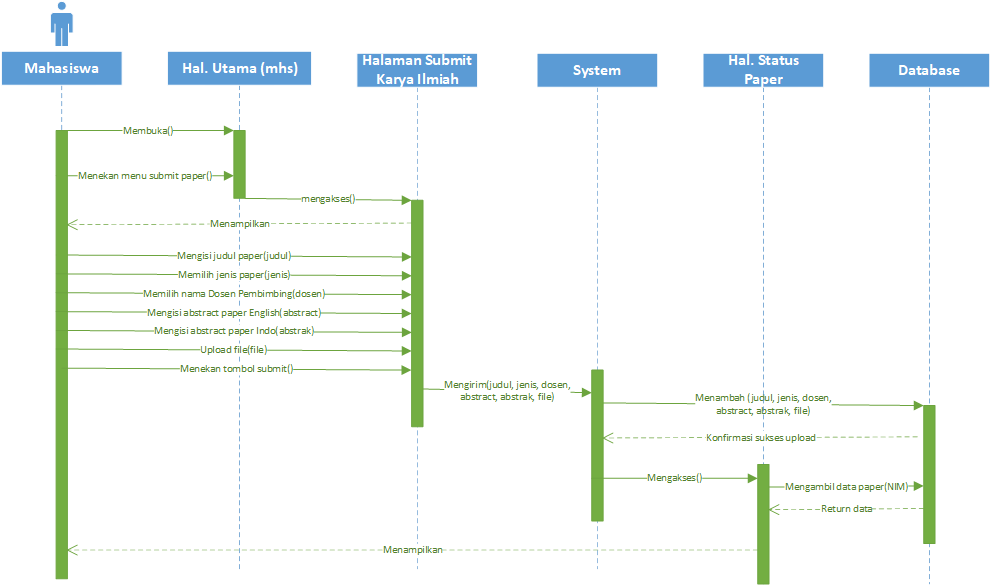 Mahasiswa
Hal. Utama (mhs)
Halaman Submit
Karya Ilmiah
System
Hal. Status
Paper
Database
Membuka()
Menekan menu submit paper()
mengakses()
Menampilkan
Mengisi judul paper(judul)
Memilih jenis paper(jenis)
Memilih nama Dosen Pembimbing(dosen)
Mengisi abstract paper English(abstract)
Mengisi abstract paper Indo(abstrak)
Upload file(file)
Menekan tombol submit()
Mengirim(judul, jenis, dosen,
abstract, abstrak, file)
Menambah (judul, jenis, dosen,
abstract, abstrak, file)
Konfirmasi sukses upload
Mengakses()
Mengambil data paper(NIM)
Return data
Menampilkan